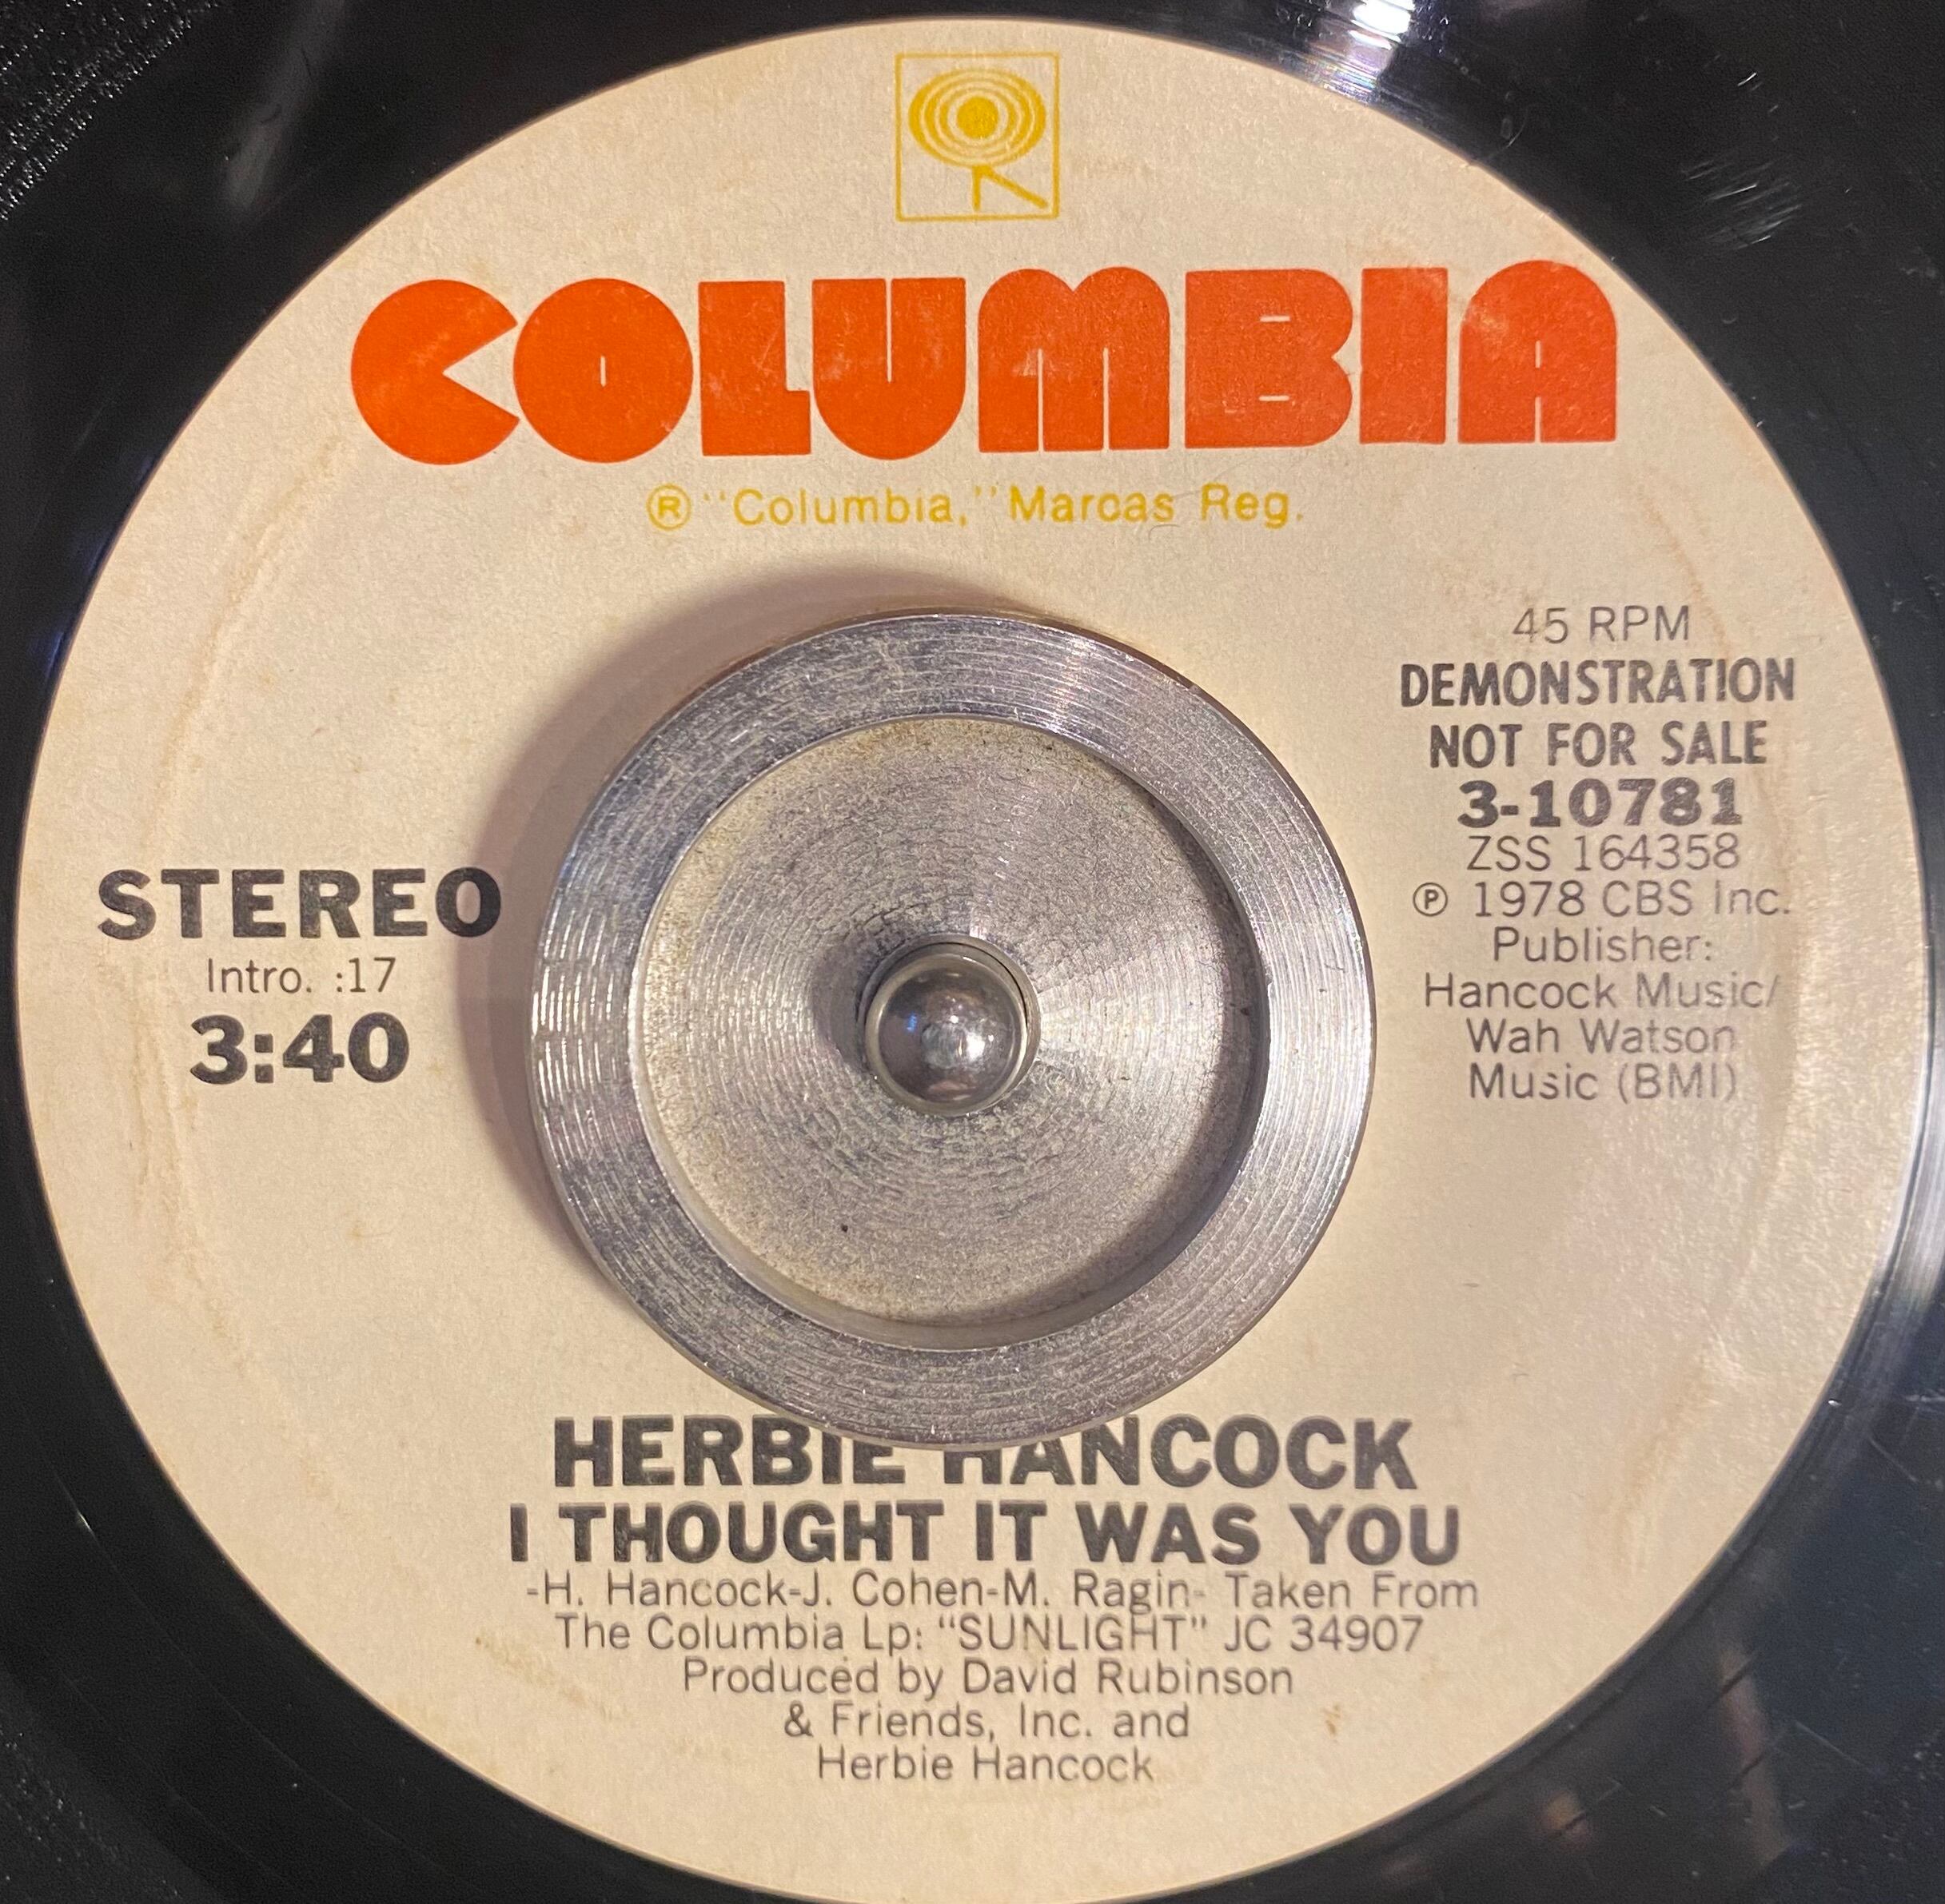 COLUMBIA
® "Columbia," Marcas Reg.
45 RPM
DEMONSTRATION
NOT FOR SALE
3-10781
ZSS 164358
℗ 1978 CBS Inc.
Publisher:
Hancock Music/
Wah Watson
Music (BMI)
STEREO
Intro. :17
3:40
HERBIE HANCOCK
I THOUGHT IT WAS YOU
-H. Hancock-J. Cohen-M. Ragin- Taken From
The Columbia Lp: "SUNLIGHT" JC 34907
Produced by David Rubinson
& Friends, Inc. and
Herbie Hancock